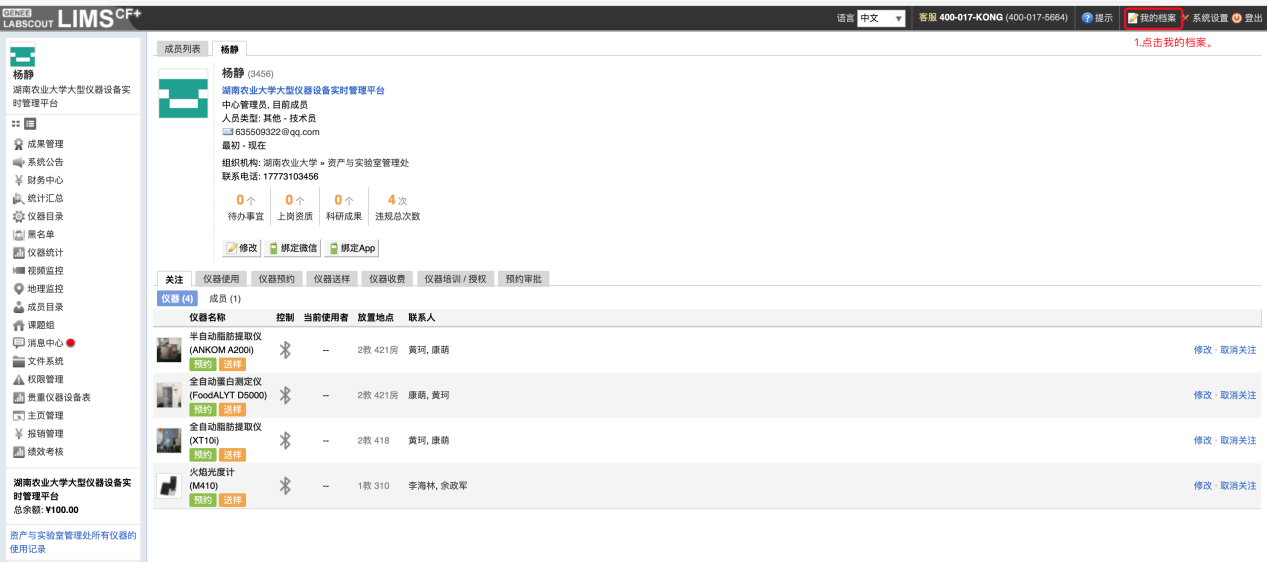 GENEE
LABSCOUT LIMS CF+
语言 中文 客服 400-017-KONG (400-017-5664) 提示 我的档案 系统设置 登出
1.点击我的档案。
杨静
湖南农业大学大型仪器设备实
时管理平台
成果管理
系统公告
财务中心
统计汇总
仪器目录
黑名单
仪器统计
视频监控
地理监控
成员目录
课题组
消息中心
文件系统
权限管理
贵重仪器设备表
主页管理
报销管理
绩效考核
湖南农业大学大型仪器设备实
时管理平台
总余额: ¥100.00
资产与实验室管理处所有仪器的
使用记录
成员列表 杨静
杨静 (3456)
湖南农业大学大型仪器设备实时管理平台
中心管理员, 目前成员
人员类型: 其他 - 技术员
635509322@qq.com
最初 - 现在
组织机构: 湖南农业大学 » 资产与实验室管理处
联系电话: 17773103456
0 个 0 个 0 个 4 次
待办事宜 上岗资质 科研成果 违规总次数
修改 绑定微信 绑定App
关注 仪器使用 仪器预约 仪器送样 仪器收费 仪器培训 / 授权 预约审批
仪器 (4) 成员 (1)
仪器名称 控制 当前使用者 放置地点 联系人
半自动脂肪提取仪
(ANKOM A200i) -- 2教 421房 黄珂, 康萌 修改 · 取消关注
预约 送样
全自动蛋白测定仪
(FoodALYT D5000) -- 2教 421房 康萌, 黄珂 修改 · 取消关注
预约 送样
全自动脂肪提取仪
(XT10i) -- 2教 418 黄珂, 康萌 修改 · 取消关注
预约 送样
火焰光度计
(M410) -- 1教 310 李海林, 余政军 修改 · 取消关注
预约 送样